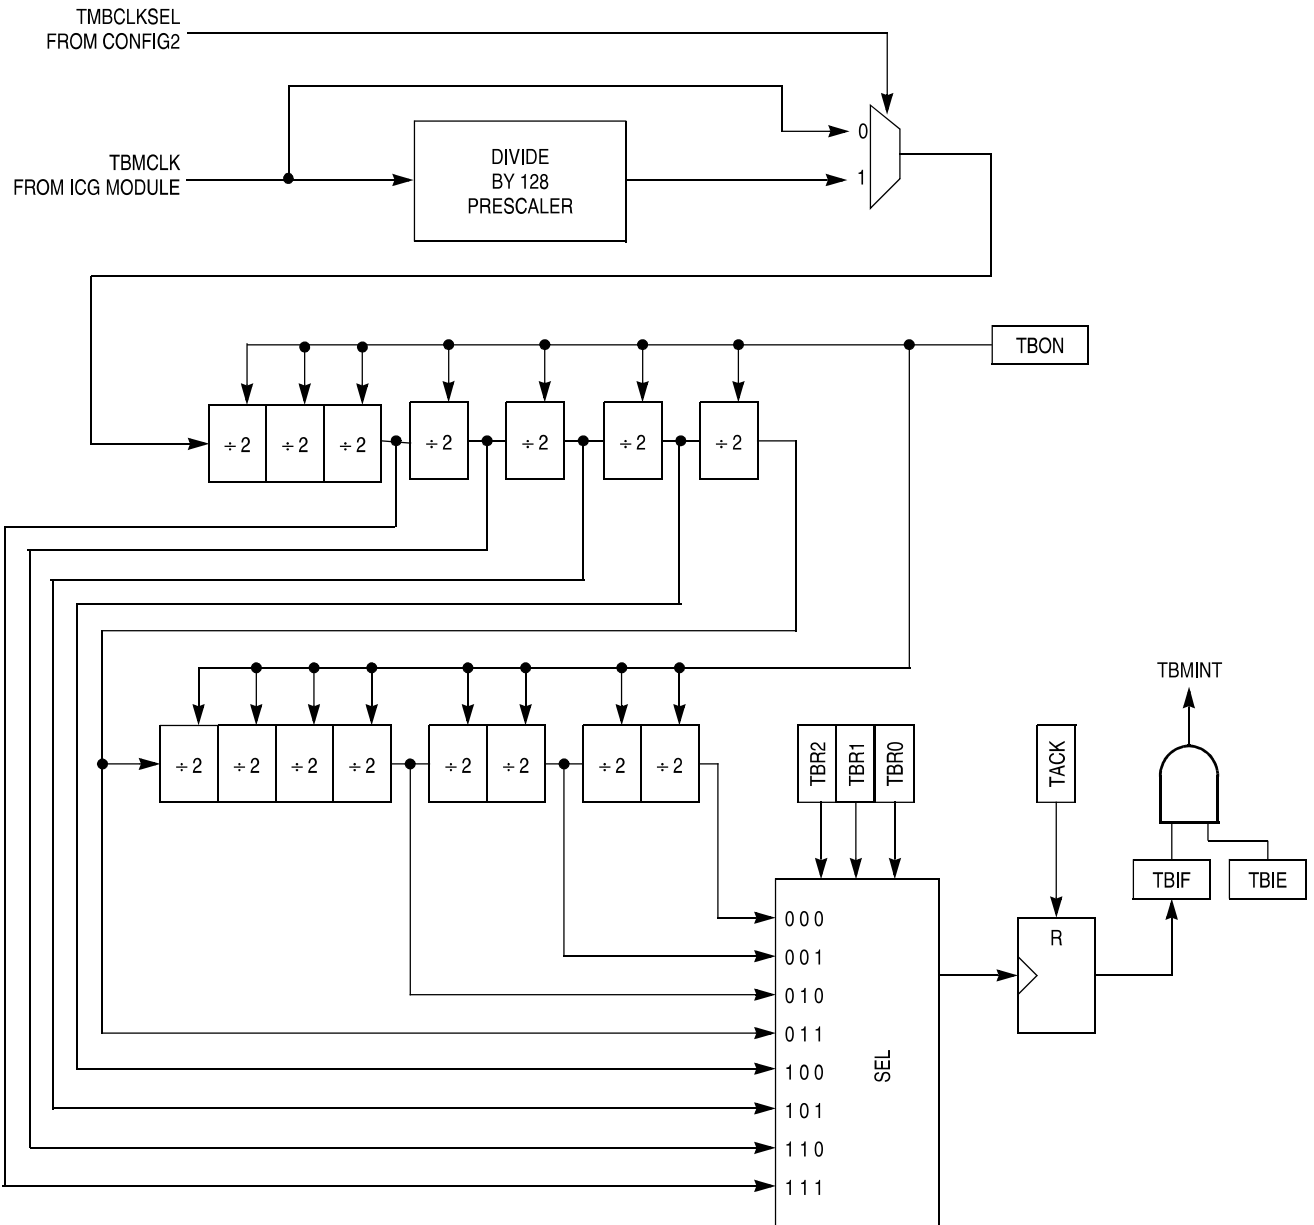 TMBCLKSEL
FROM CONFIG2
TBMCLK
FROM ICG MODULE
DIVIDE
BY 128
PRESCALER
0
1
TBON
÷ 2
÷ 2
÷ 2
÷ 2
÷ 2
÷ 2
÷ 2
TBMINT
÷ 2
÷ 2
÷ 2
÷ 2
÷ 2
÷ 2
÷ 2
÷ 2
TBR2
TBR1
TBR0
TACK
TBIF
TBIE
0 0 0
0 0 1
0 1 0
0 1 1
1 0 0
1 0 1
1 1 0
1 1 1
SEL
R